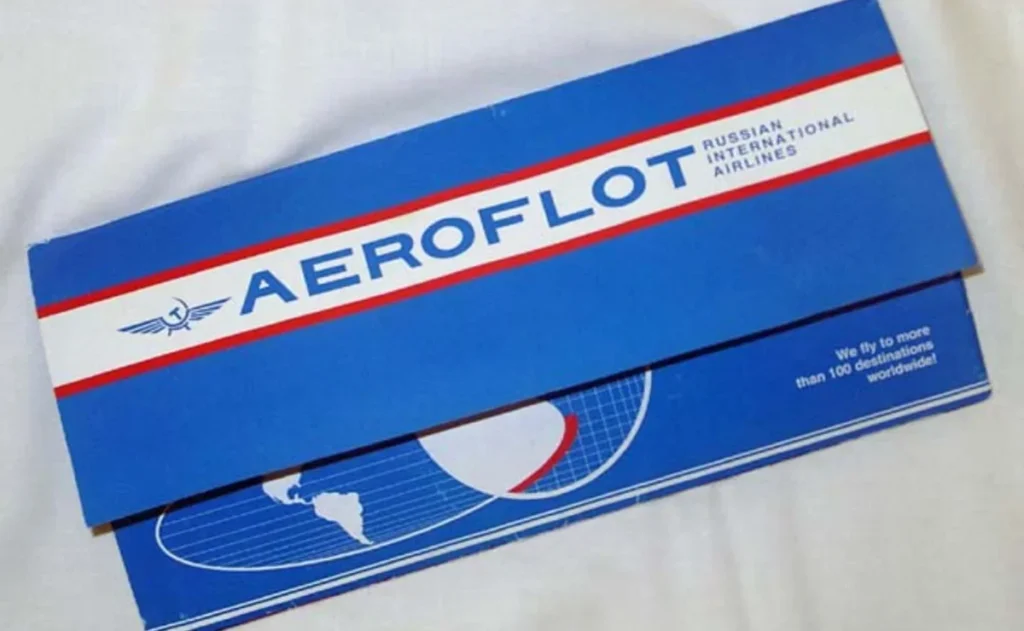 AEROFLOT
RUSSIAN
INTERNATIONAL
AIRLINES
We fly to more
than 100 destinations
worldwide!